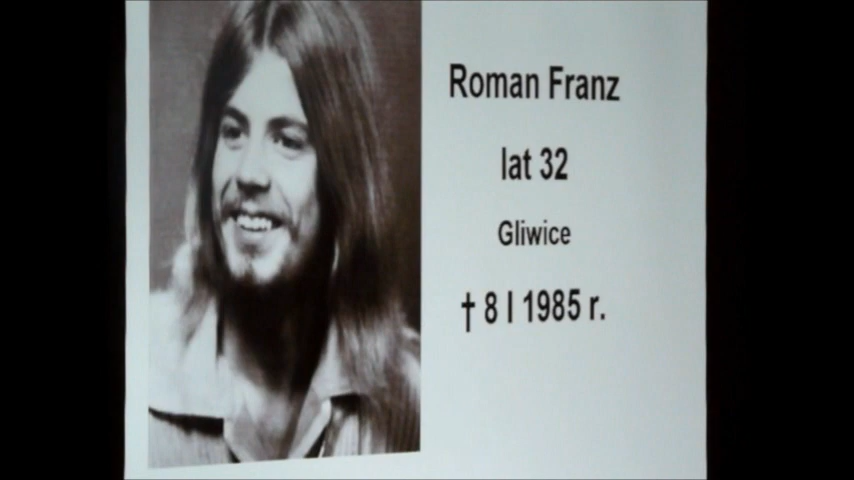 Roman Franz
lat 32
Gliwice
† 8 I 1985 r.